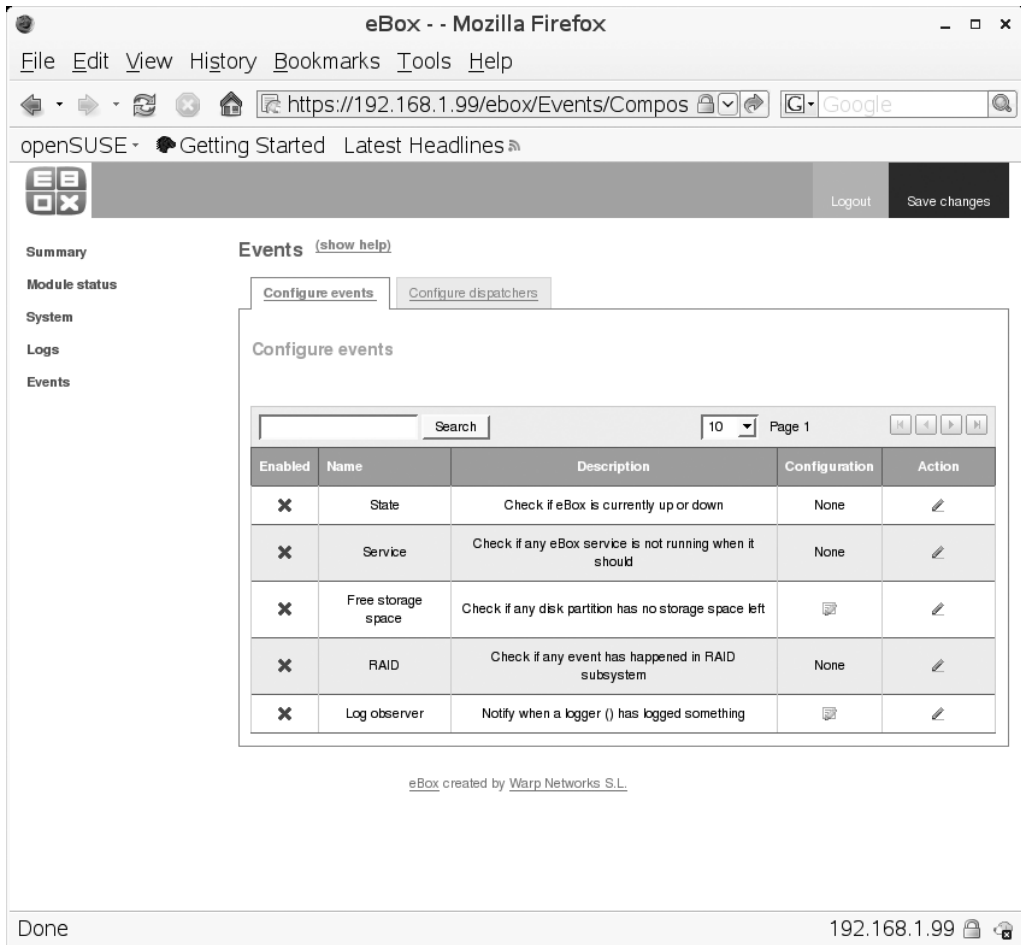 eBox - - Mozilla Firefox
File Edit View History Bookmarks Tools Help
https://192.168.1.99/ebox/Events/Compos
G Google
openSUSE Getting Started Latest Headlines
EBOX
Logout
Save changes
Summary
Module status
System
Logs
Events
Events (show help)
Configure events
Configure dispatchers
Configure events
Search
10
Page 1
Enabled Name Description Configuration Action
State Check if eBox is currently up or down None
Service Check if any eBox service is not running when it
should None
Free storage
space Check if any disk partition has no storage space left
RAID Check if any event has happened in RAID
subsystem None
Log observer Notify when a logger () has logged something
eBox created by Warp Networks S.L.
Done
192.168.1.99